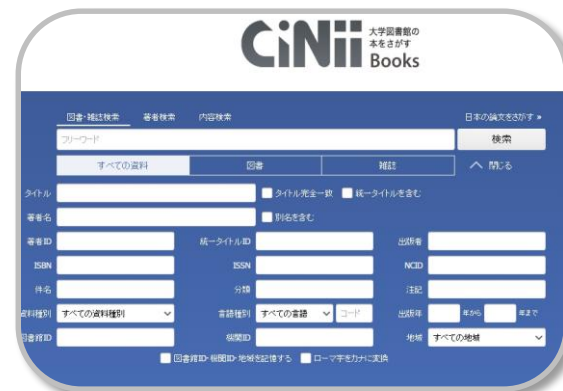 CiNii 大学図書館の
本をさがす
Books
図書・雑誌検索 著者検索 内容検索 日本の論文をさがす »
フリーワード 検索
すべての資料 図書 雑誌 閉じる
タイトル タイトル完全一致 統一タイトルを含む
著者名 別名を含む
著者ID 統一タイトルID 出版者
ISBN ISSN NCID
件名 分類 注記
資料種別 すべての資料種別 言語種別 すべての言語 コード 出版年 年から 年まで
図書館ID 機関ID 地域 すべての地域
図書館ID・機関ID・地域を記憶する ローマ字をカナに変換